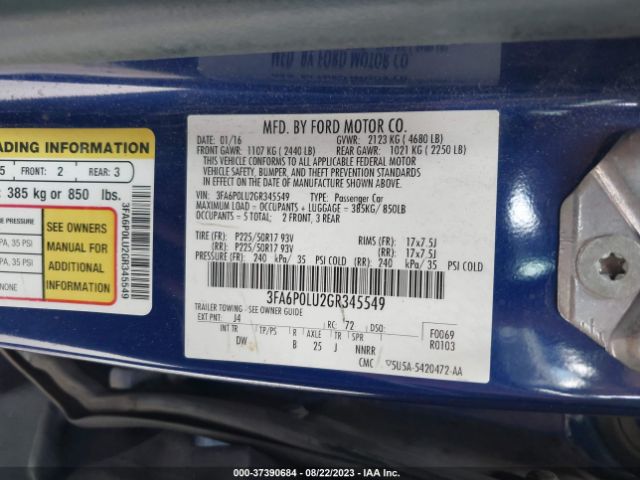 MFD. BY FORD MOTOR CO.
DATE: 01/16 GVWR: 2123 KG ( 4680 LB)
FRONT GAWR: 1107 KG ( 2440 LB) REAR GAWR: 1021 KG ( 2250 LB)
THIS VEHICLE CONFORMS TO ALL APPLICABLE FEDERAL MOTOR
VEHICLE SAFETY, BUMPER, AND THEFT PREVENTION STANDARDS
IN EFFECT ON THE DATE OF MANUFACTURE SHOWN ABOVE.
VIN: 3FA6P0LU2GR345549 TYPE: Passenger Car
MAXIMUM LOAD = OCCUPANTS + LUGGAGE = 385KG/ 850LB
OCCUPANTS = 5 TOTAL: 2 FRONT, 3 REAR
TIRE (FR): P225/50R17 93V RIMS (FR): 17x7.5J
(RR): P225/50R17 93V (RR): 17x7.5J
PRESSURE (FR): 240 kPa/ 35 PSI COLD (RR): 240 kPa/ 35 PSI COLD
3FA6P0LU2GR345549
TRAILER TOWING - SEE OWNER GUIDE
EXT PNT: J4 RC: 72 DSO: F0069
INT TR TP/PS R AXLE TR SPR R0103
DW B 25 J NNRR
CMC 5U5A-5420472-AA
ADING INFORMATION
5 FRONT: 2 REAR: 3
: 385 kg or 850 lbs.
E PRESSURE
PA, 35 PSI
PA, 35 PSI
SEE OWNERS
MANUAL FOR
ADDITIONAL
INFORMATION
3FA6P0LU2GR345549
000-37390684 - 08/22/2023 - IAAI.com